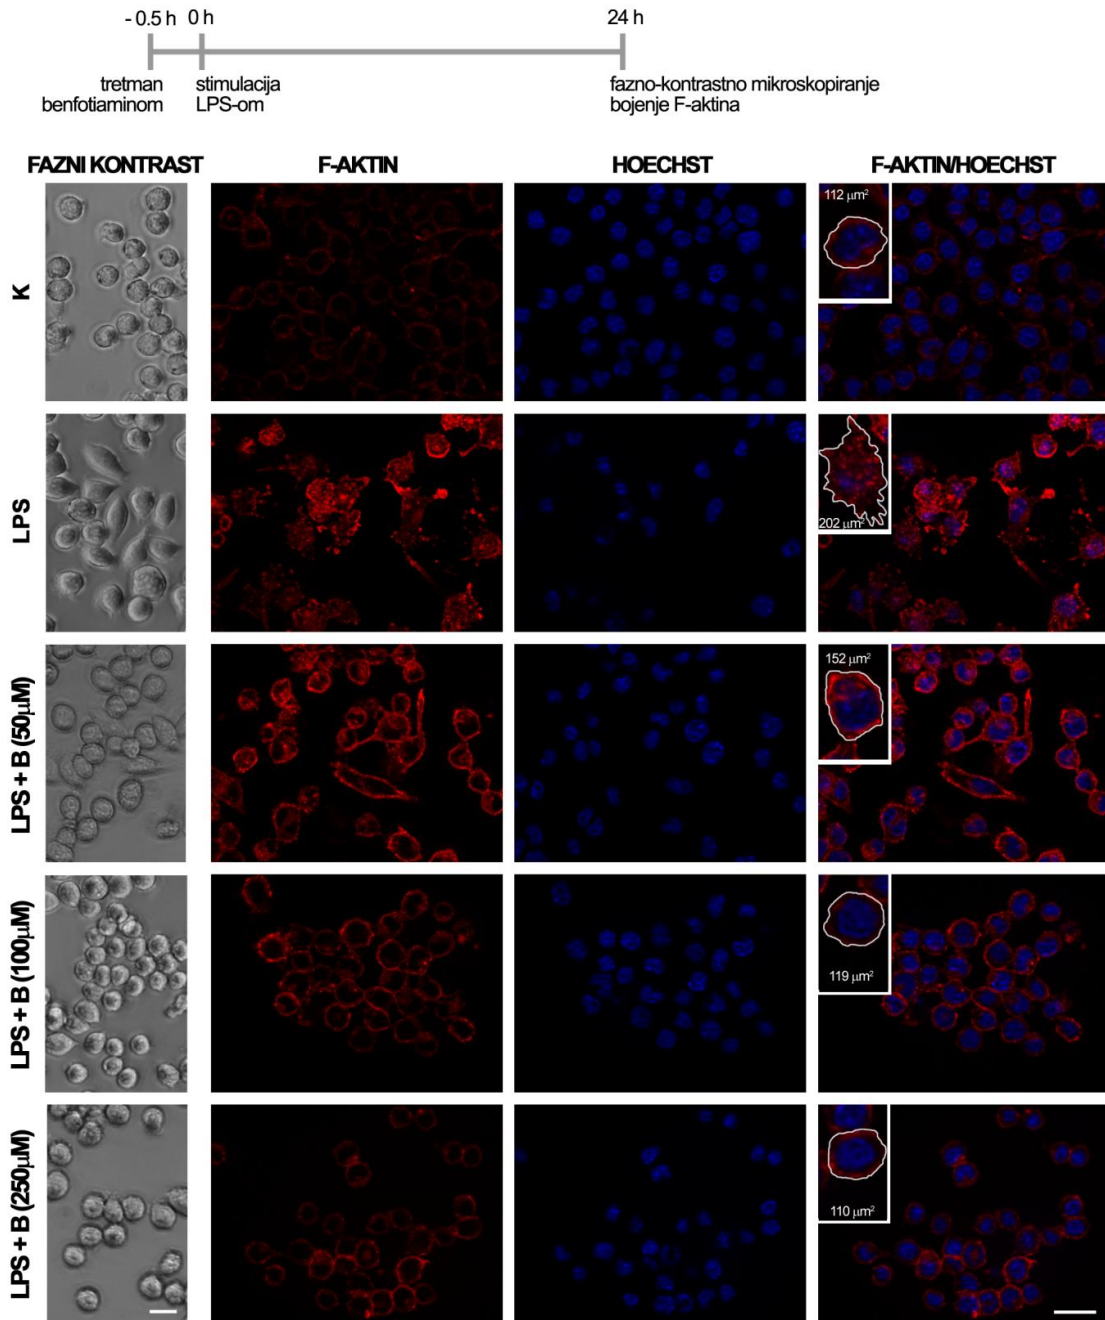 - 0.5 h 0 h 24 h
tretman stimulacija fazno-kontrastno mikroskopiranje
benfotiaminom LPS-om bojenje F-aktina
FAZNI KONTRAST F-AKTIN HOECHST F-AKTIN/HOECHST
K
112 µm²
LPS
202 µm²
LPS + B (50µM)
152 µm²
LPS + B (100µM)
119 µm²
LPS + B (250µM)
110 µm²